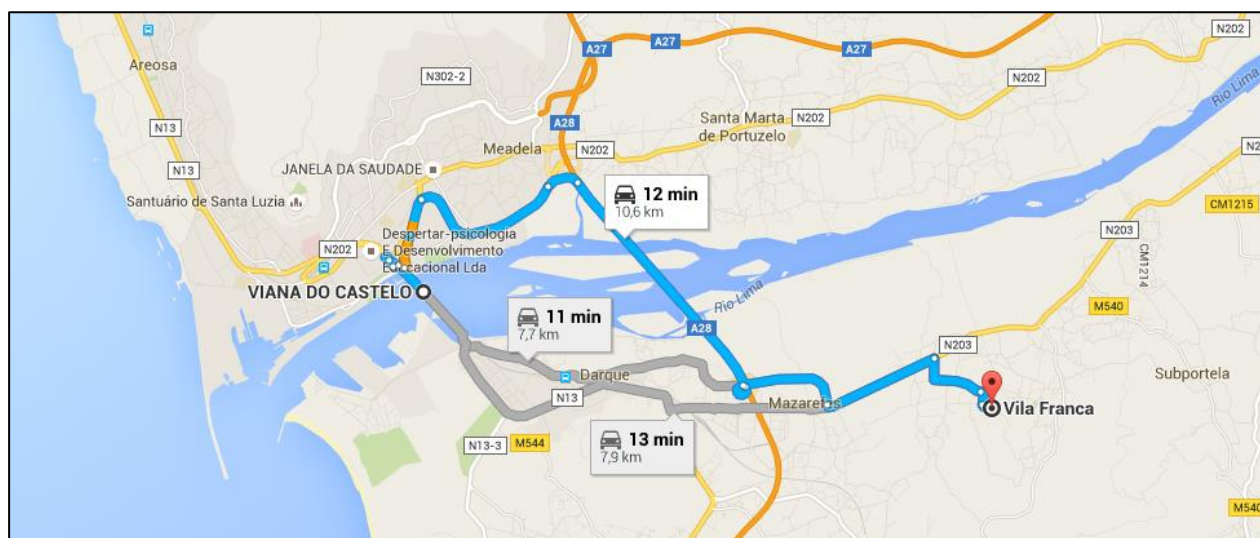 Areosa
N13
N13
N302-2
A27
A27
A27
N202
N202
N202
Rio Lima
A28
N202
Meadela
Santa Marta
de Portuzelo
JANELA DA SAUDADE
Santuário de Santa Luzia
12 min
10,6 km
CM1215
N203
CM1214
N202
Despertar-psicologia
E Desenvolvimento
Educacional Lda
VIANA DO CASTELO
Rio Lima
M540
11 min
7,7 km
A28
N203
Darque
Subportela
N13
Mazarefes
Vila Franca
N13-3
M544
13 min
7,9 km
M540